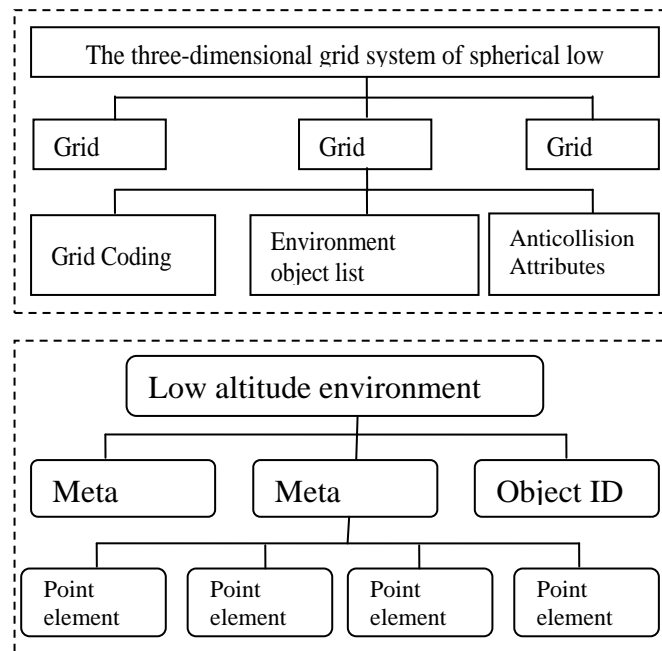 The three-dimensional grid system of spherical low
Grid
Grid
Grid
Grid Coding
Environment
object list
Anticollision
Attributes
Low altitude environment
Meta
Meta
Object ID
Point
element
Point
element
Point
element
Point
element